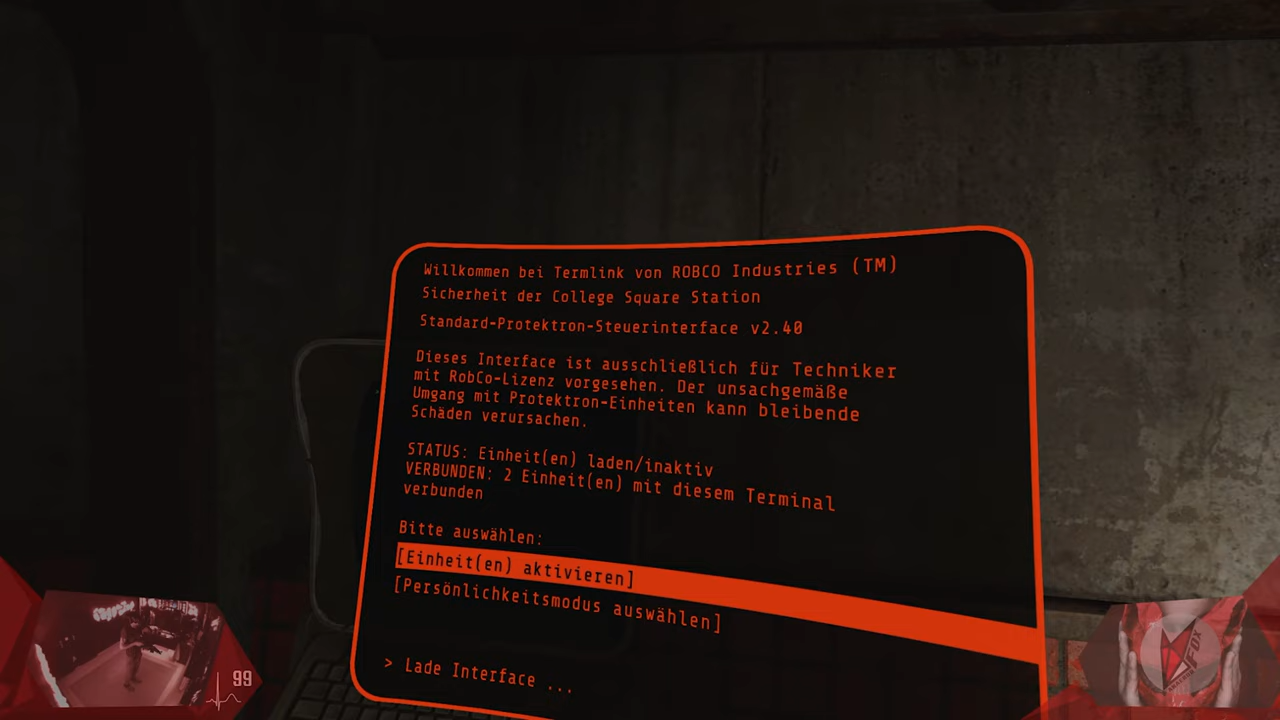 Willkommen bei Termlink von ROBCO Industries (TM)
Sicherheit der College Square Station
Standard-Protektron-Steuerinterface v2.40
Dieses Interface ist ausschließlich für Techniker
mit RobCo-Lizenz vorgesehen. Der unsachgemäße
Umgang mit Protektron-Einheiten kann bleibende
Schäden verursachen.
STATUS: Einheit(en) laden/inaktiv
VERBUNDEN: 2 Einheit(en) mit diesem Terminal
verbunden
Bitte auswählen:
[Einheit(en) aktivieren]
[Persönlichkeitsmodus auswählen]
> Lade Interface ...
99
FOX